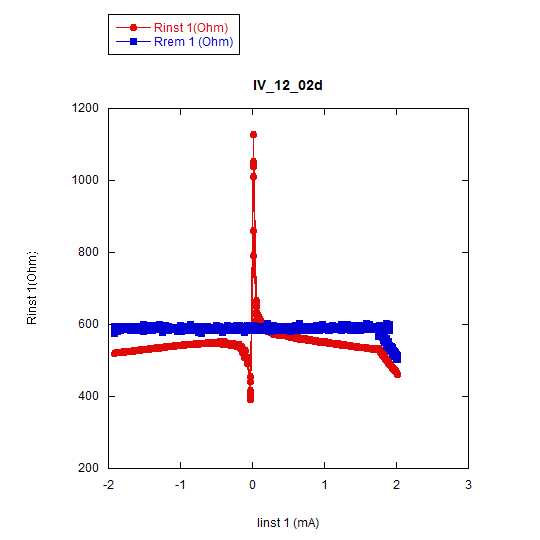 Rinst 1(Ohm)
Rrem 1 (Ohm)
IV_12_02d
1200
1000
800
600
400
200
Rinst 1(Ohm)
-2
-1
0
1
2
3
Iinst 1 (mA)